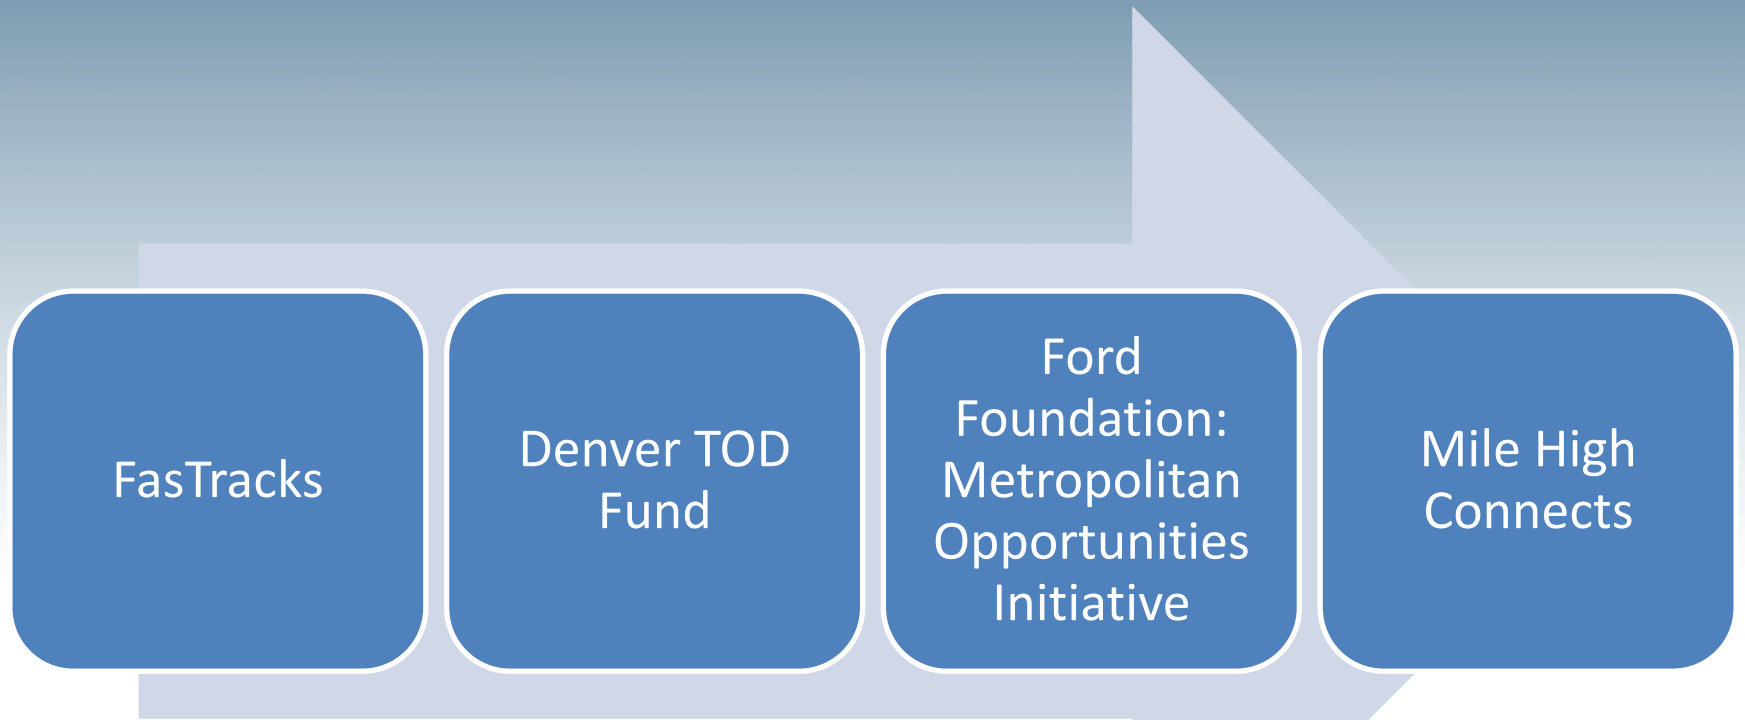 FasTracks
Denver TOD
Fund
Ford
Foundation:
Metropolitan
Opportunities
Initiative
Mile High
Connects